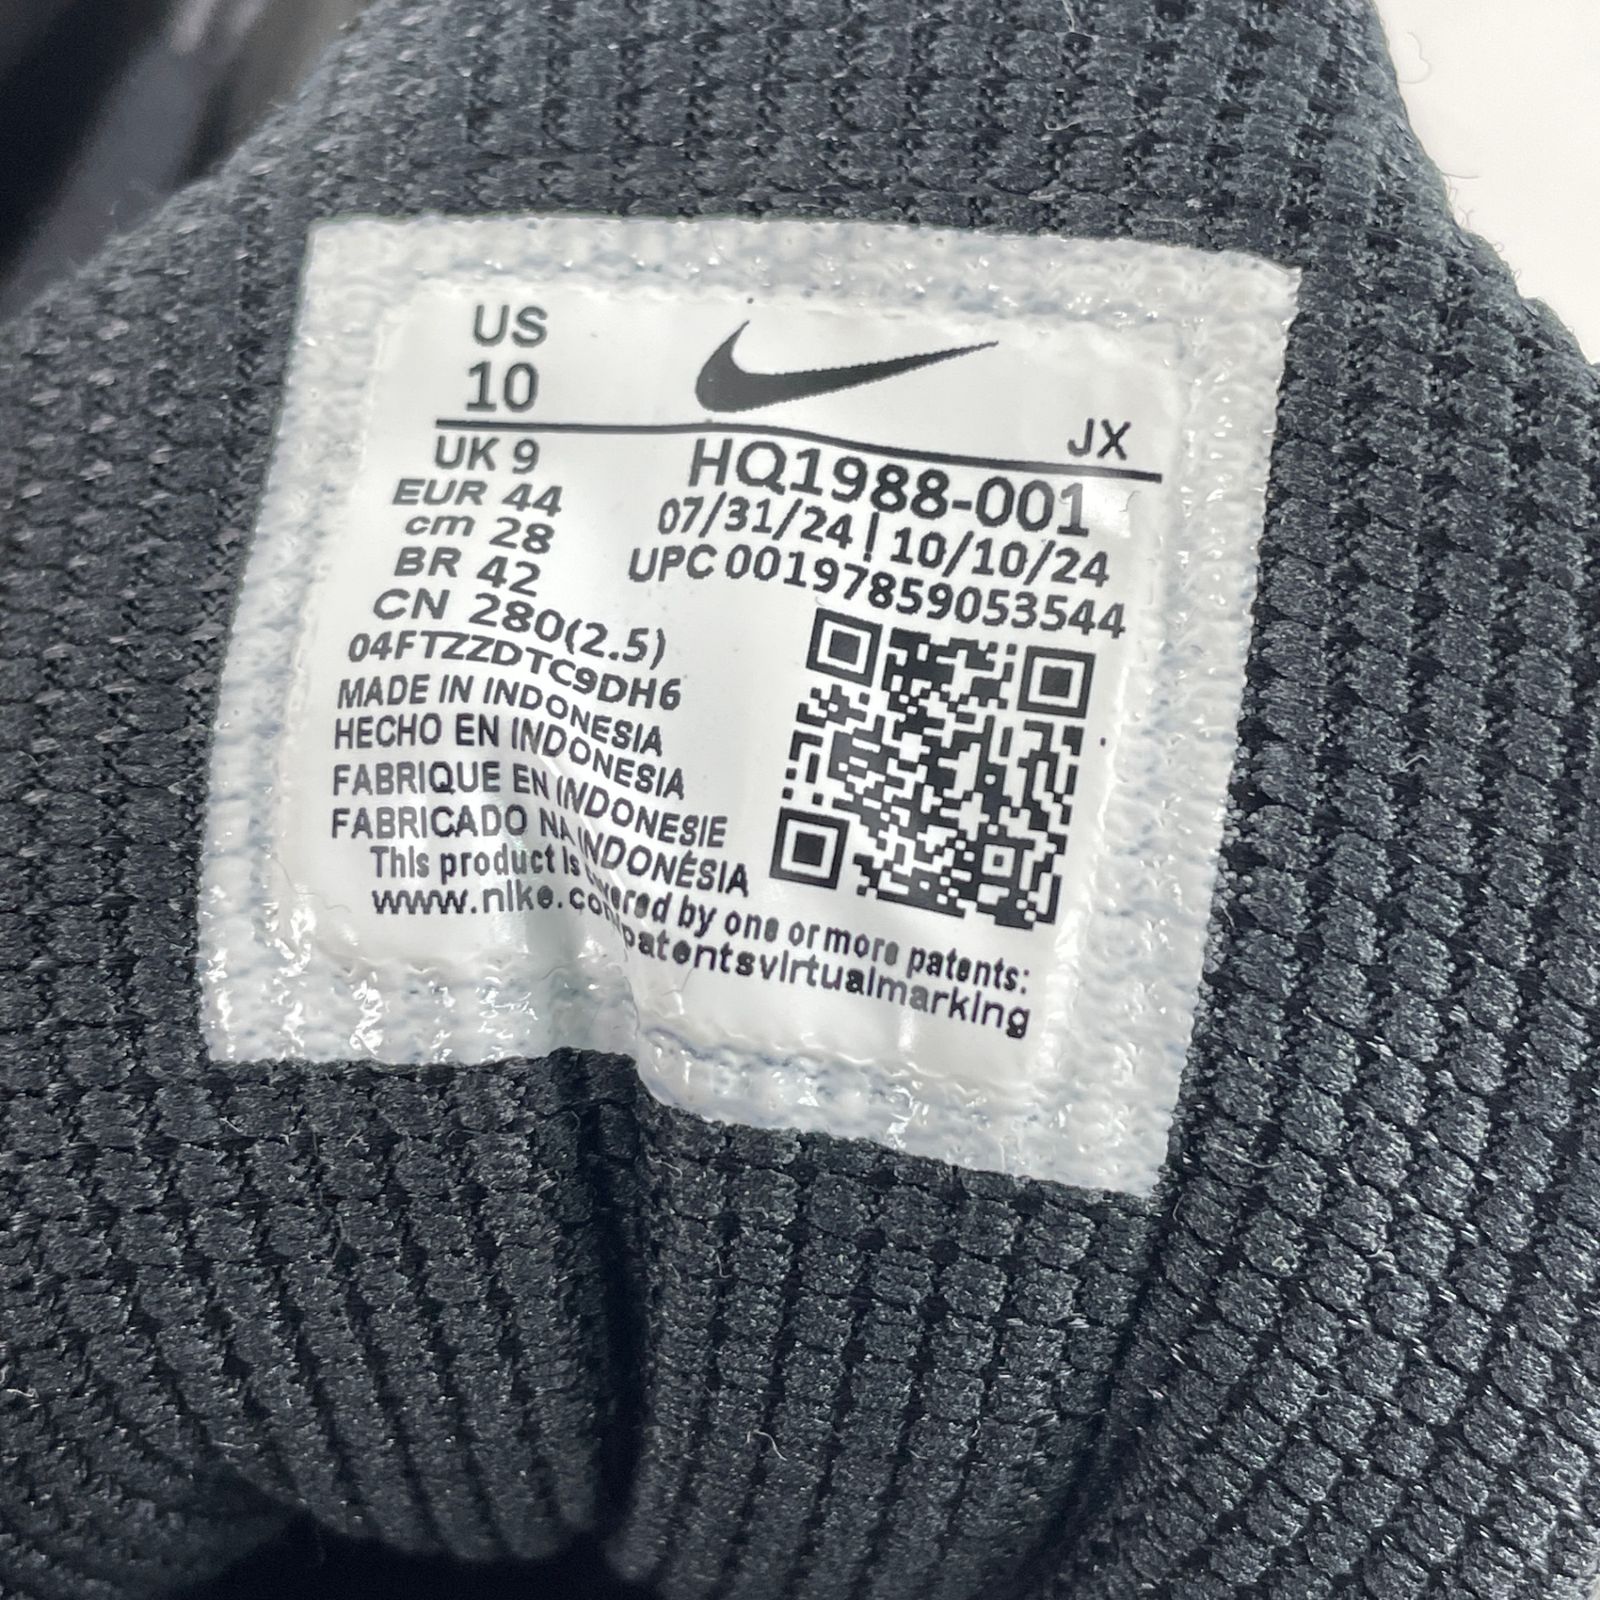 US
10
JX
UK 9
EUR 44
cm 28
BR 42
CN 280(2.5)
04FTZZDTC9DH6
HQ1988-001
07/31/24 | 10/10/24
UPC 00197859053544
MADE IN INDONESIA
HECHO EN INDONESIA
FABRIQUE EN INDONESIE
FABRICADO NA INDONÉSIA
This product is covered by one or more patents:
www.nike.com/patentsvirtualmarking